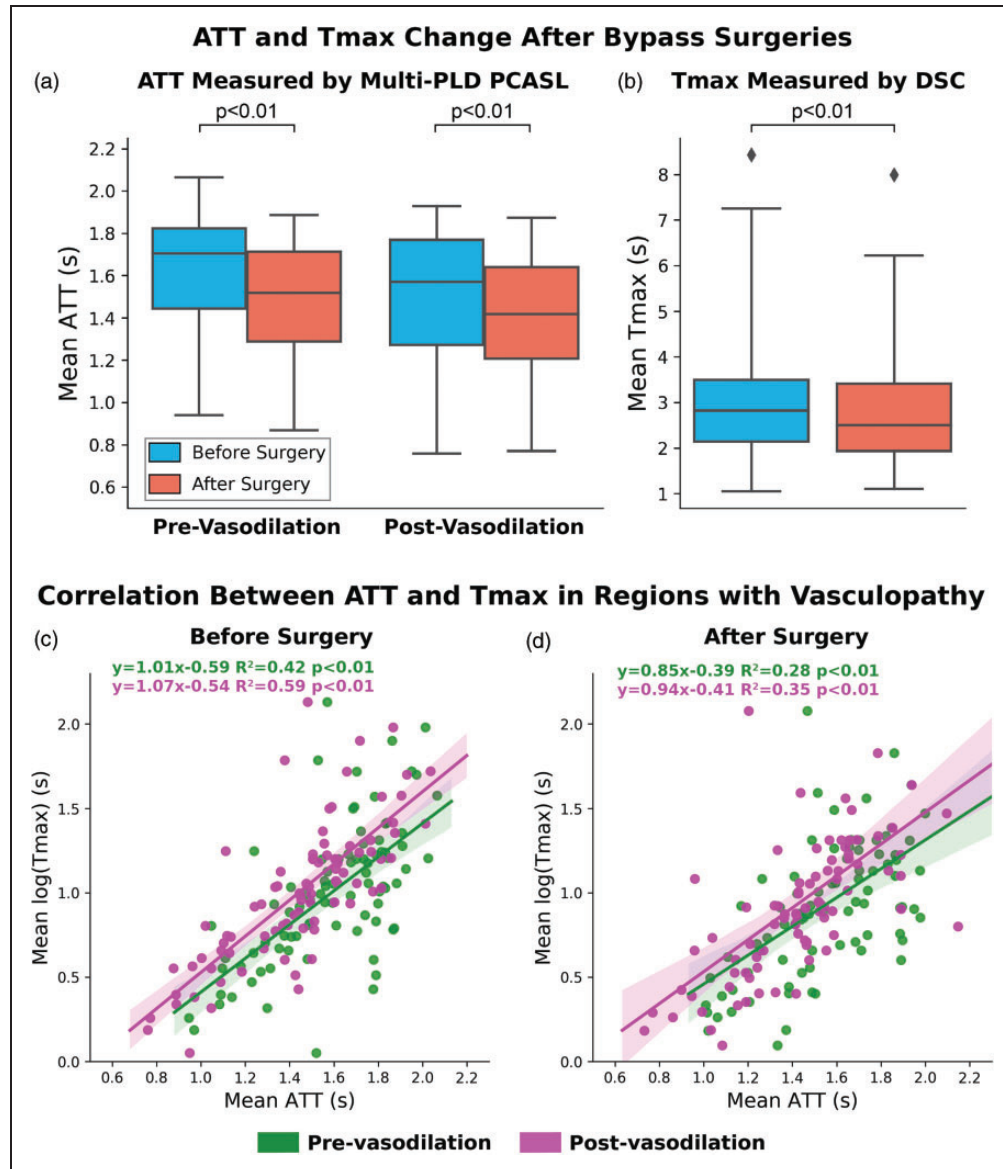 ATT and Tmax Change After Bypass Surgeries
(a) ATT Measured by Multi-PLD PCASL
p<0.01 p<0.01
Mean ATT (s)
2.2
2.0
1.8
1.6
1.4
1.2
1.0
0.8
0.6
Before Surgery
After Surgery
Pre-Vasodilation Post-Vasodilation
(b) Tmax Measured by DSC
p<0.01
Mean Tmax (s)
8
7
6
5
4
3
2
1
Correlation Between ATT and Tmax in Regions with Vasculopathy
(c) Before Surgery
y=1.01x-0.59 R²=0.42 p<0.01
y=1.07x-0.54 R²=0.59 p<0.01
Mean log(Tmax) (s)
2.0
1.5
1.0
0.5
0.0
0.6 0.8 1.0 1.2 1.4 1.6 1.8 2.0 2.2
Mean ATT (s)
(d) After Surgery
y=0.85x-0.39 R²=0.28 p<0.01
y=0.94x-0.41 R²=0.35 p<0.01
Mean log(Tmax) (s)
2.0
1.5
1.0
0.5
0.0
0.6 0.8 1.0 1.2 1.4 1.6 1.8 2.0 2.2
Mean ATT (s)
Pre-vasodilation Post-vasodilation